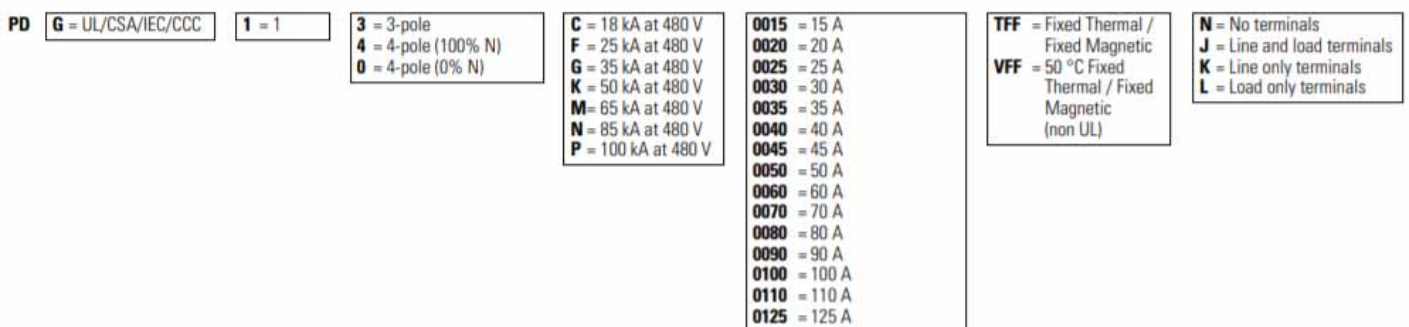 PD
G = UL/CSA/IEC/CCC
1 = 1
3 = 3-pole
4 = 4-pole (100% N)
0 = 4-pole (0% N)
C = 18 kA at 480 V
F = 25 kA at 480 V
G = 35 kA at 480 V
K = 50 kA at 480 V
M= 65 kA at 480 V
N = 85 kA at 480 V
P = 100 kA at 480 V
0015 = 15 A
0020 = 20 A
0025 = 25 A
0030 = 30 A
0035 = 35 A
0040 = 40 A
0045 = 45 A
0050 = 50 A
0060 = 60 A
0070 = 70 A
0080 = 80 A
0090 = 90 A
0100 = 100 A
0110 = 110 A
0125 = 125 A
TFF = Fixed Thermal /
Fixed Magnetic
VFF = 50 °C Fixed
Thermal / Fixed
Magnetic
(non UL)
N = No terminals
J = Line and load terminals
K = Line only terminals
L = Load only terminals